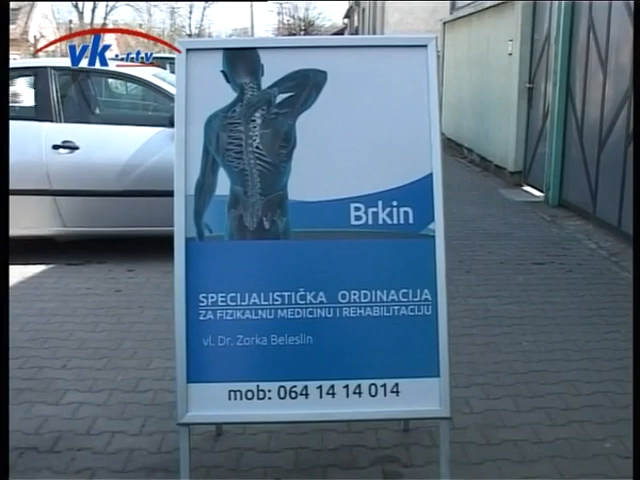 vk rtv
Brkin
SPECIJALISTIČKA ORDINACIJA
ZA FIZIKALNU MEDICINU I REHABILITACIJU
vl. Dr. Zorka Beleslin
mob: 064 14 14 014